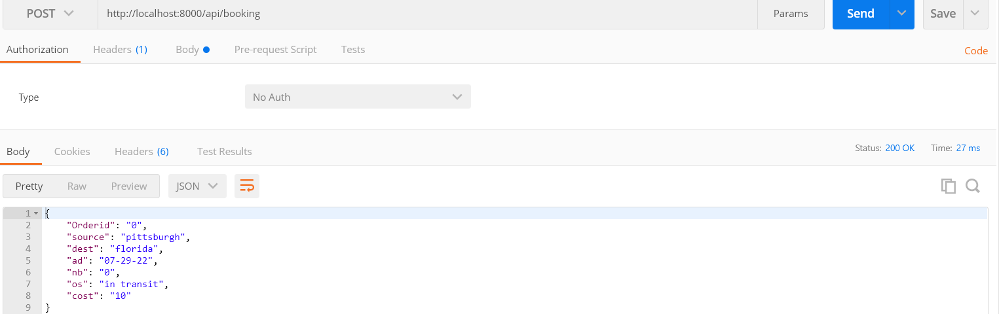 POST http://localhost:8000/api/booking Params Send Save
Authorization Headers (1) Body Pre-request Script Tests Code
Type No Auth
Body Cookies Headers (6) Test Results Status: 200 OK Time: 27 ms
Pretty Raw Preview JSON
1 {
2 "Orderid": "0",
3 "source": "pittsburgh",
4 "dest": "florida",
5 "ad": "07-29-22",
6 "nb": "0",
7 "os": "in transit",
8 "cost": "10"
9 }